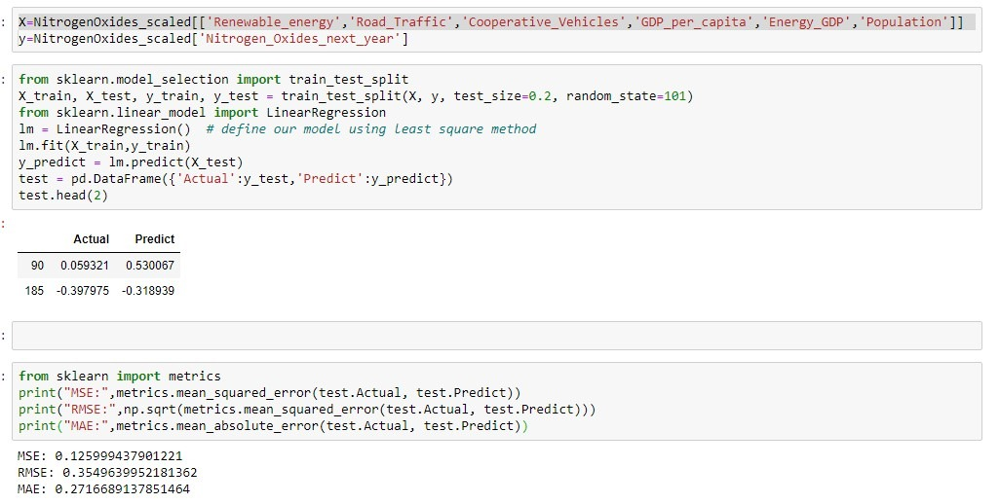 X=NitrogenOxides_scaled[['Renewable_energy','Road_Traffic','Cooperative_Vehicles','GDP_per_capita','Energy_GDP','Population']]
y=NitrogenOxides_scaled['Nitrogen_Oxides_next_year']
from sklearn.model_selection import train_test_split
X_train, X_test, y_train, y_test = train_test_split(X, y, test_size=0.2, random_state=101)
from sklearn.linear_model import LinearRegression
lm = LinearRegression()  # define our model using least square method
lm.fit(X_train,y_train)
y_predict = lm.predict(X_test)
test = pd.DataFrame({'Actual':y_test,'Predict':y_predict})
test.head(2)
Actual Predict
90 0.059321 0.530067
185 -0.397975 -0.318939
from sklearn import metrics
print("MSE:",metrics.mean_squared_error(test.Actual, test.Predict))
print("RMSE:",np.sqrt(metrics.mean_squared_error(test.Actual, test.Predict)))
print("MAE:",metrics.mean_absolute_error(test.Actual, test.Predict))
MSE: 0.125999437901221
RMSE: 0.3549639952181362
MAE: 0.2716689137851464